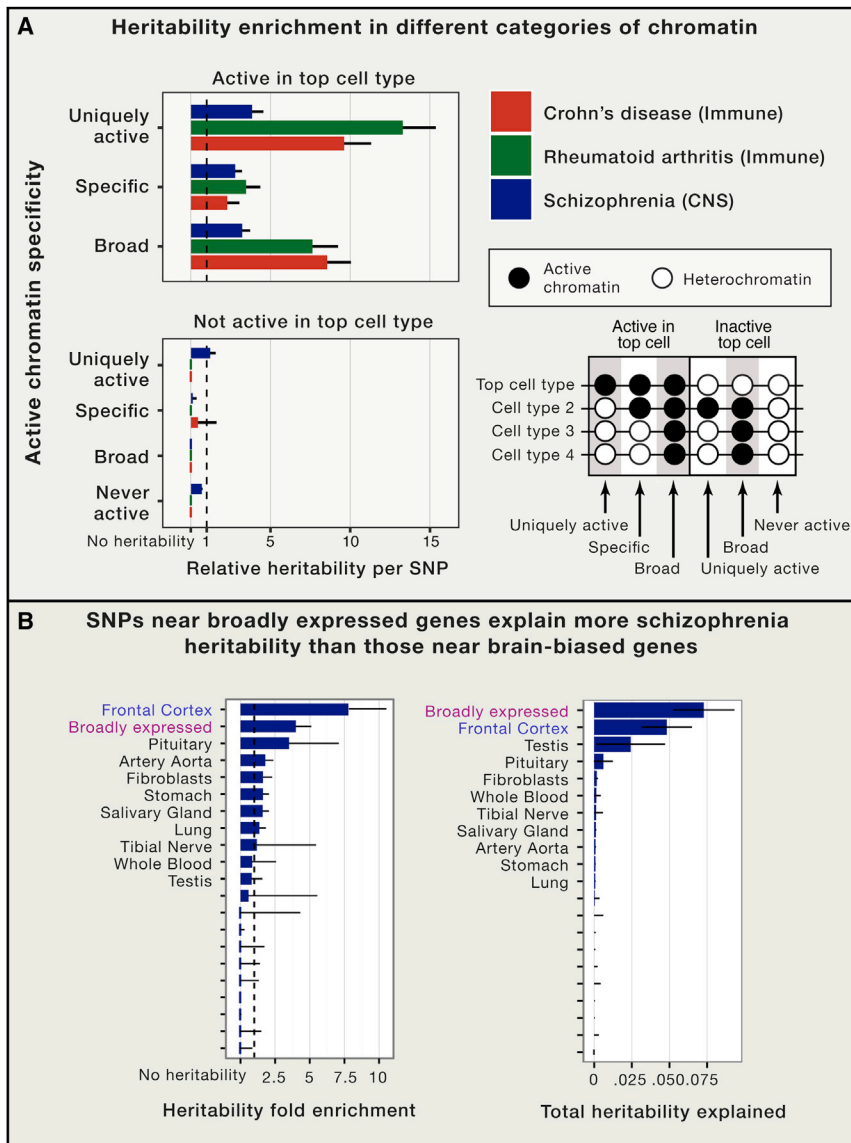 A
Heritability enrichment in different categories of chromatin
Active in top cell type
Uniquely
active
Specific
Broad
Not active in top cell type
Uniquely
active
Specific
Broad
Never
active
Active chromatin specificity
No heritability 1 5 10 15
Relative heritability per SNP
Crohn's disease (Immune)
Rheumatoid arthritis (Immune)
Schizophrenia (CNS)
Active
chromatin
Heterochromatin
Active in
top cell
Inactive
top cell
Top cell type
Cell type 2
Cell type 3
Cell type 4
Uniquely active
Never active
Specific
Broad
Broad
Uniquely active
B
SNPs near broadly expressed genes explain more schizophrenia
heritability than those near brain-biased genes
Frontal Cortex
Broadly expressed
Pituitary
Artery Aorta
Fibroblasts
Stomach
Salivary Gland
Lung
Tibial Nerve
Whole Blood
Testis
No heritability 2.5 5 7.5 10
Heritability fold enrichment
Broadly expressed
Frontal Cortex
Testis
Pituitary
Fibroblasts
Whole Blood
Tibial Nerve
Salivary Gland
Artery Aorta
Stomach
Lung
0 .025 .050 .075
Total heritability explained